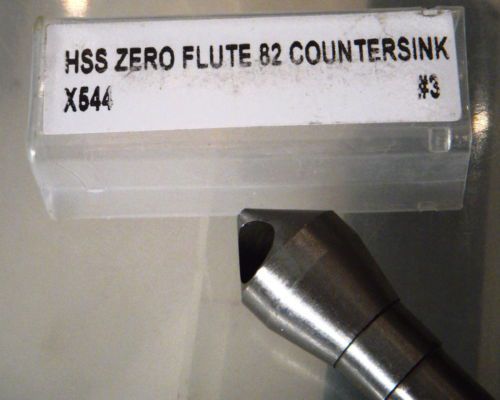 HSS ZERO FLUTE 82 COUNTERSINK
X544 #3